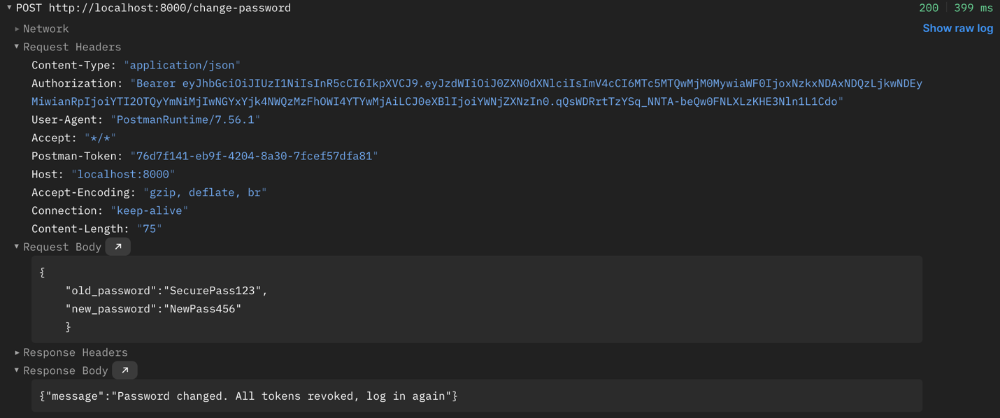 POST http://localhost:8000/change-password 200 399 ms
Network Show raw log
Request Headers
Content-Type: "application/json"
Authorization: "Bearer eyJhbGciOiJIUzI1NiIsInR5cCI6IkpXVCJ9.eyJzdWIiOiJ0ZXN0dXNlciIsImV4cCI6MTc5MTQwMjM0MywiaWF0IjoxNzkxNDAxNDQzLjkwNDEy
MiwianRpIjoiYTI2OTQyYmNiMjIwNGYxYjk4NWQzMzFhOWI4YTYwMjAiLCJ0eXBlIjoiYWNjZXNzIn0.qQsWDRrtTzYSq_NNTA-beQw0FNLXLzKHE3Nln1L1Cdo"
User-Agent: "PostmanRuntime/7.56.1"
Accept: "*/*"
Postman-Token: "76d7f141-eb9f-4204-8a30-7fcef57dfa81"
Host: "localhost:8000"
Accept-Encoding: "gzip, deflate, br"
Connection: "keep-alive"
Content-Length: "75"
Request Body
{
"old_password":"SecurePass123",
"new_password":"NewPass456"
}
Response Headers
Response Body
{"message":"Password changed. All tokens revoked, log in again"}